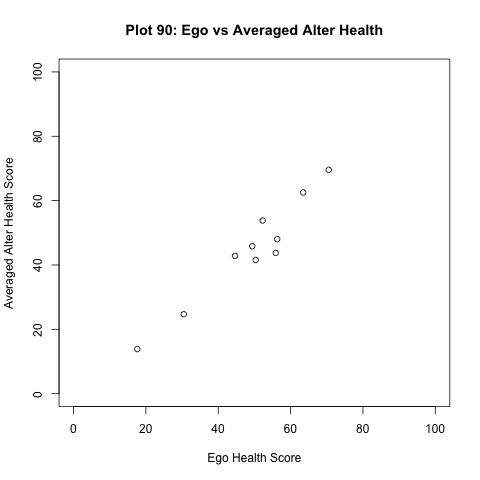 Plot 90: Ego vs Averaged Alter Health
Averaged Alter Health Score
100
80
60
40
20
0
0 20 40 60 80 100
Ego Health Score